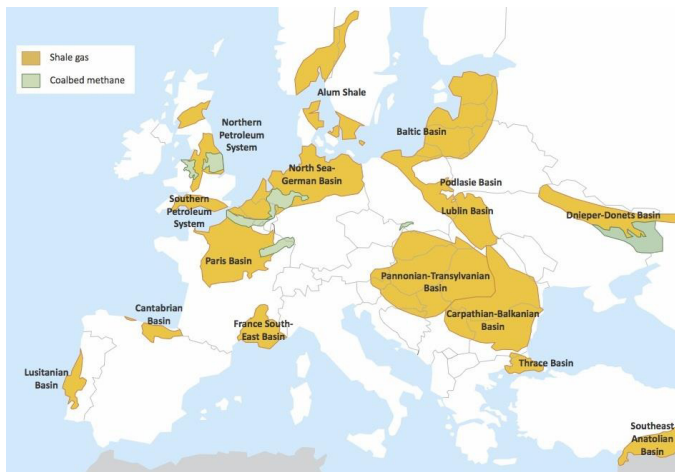 Shale gas
Coalbed methane
Alum Shale
Northern
Petroleum
System
Baltic Basin
North Sea-
German Basin
Podlasie Basin
Southern
Petroleum
System
Lublin Basin
Dnieper-Donets Basin
Paris Basin
Pannonian-Transylvanian
Basin
Cantabrian
Basin
France South-
East Basin
Carpathian-Balkanian
Basin
Lusitanian
Basin
Thrace Basin
Southeast
Anatolian
Basin